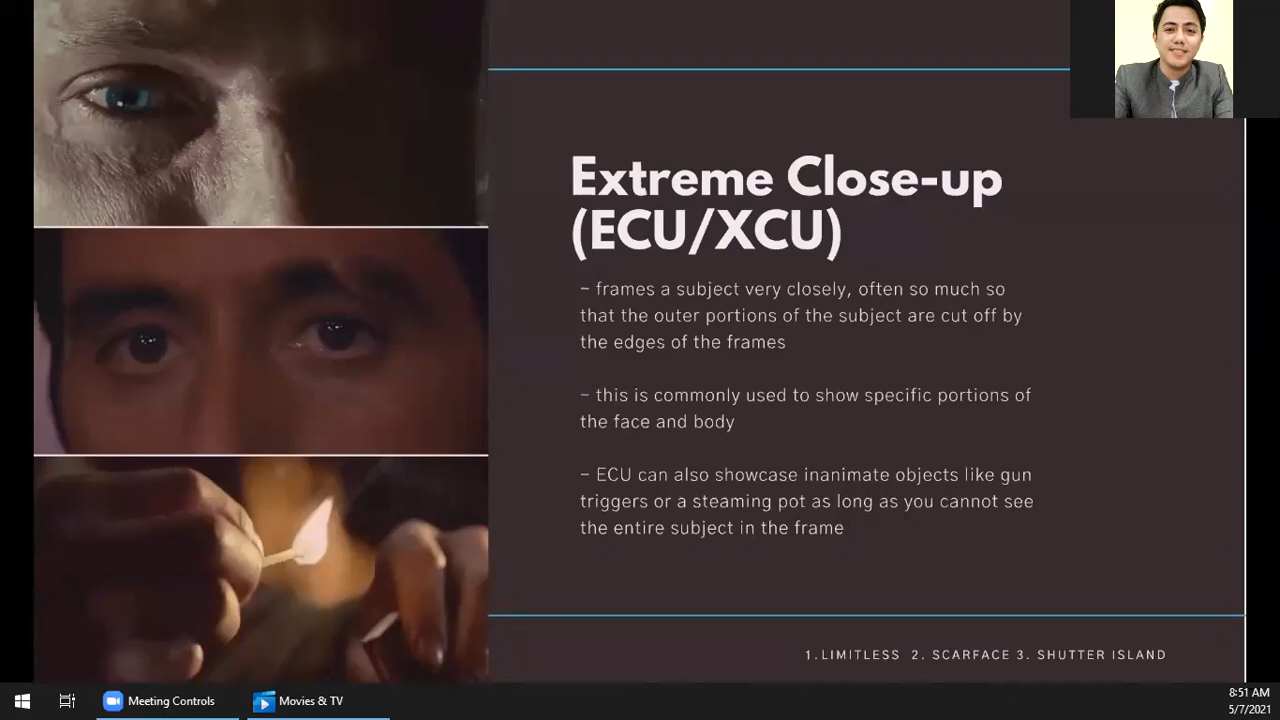 Extreme Close-up
(ECU/XCU)
– frames a subject very closely, often so much so
that the outer portions of the subject are cut off by
the edges of the frames
– this is commonly used to show specific portions of
the face and body
– ECU can also showcase inanimate objects like gun
triggers or a steaming pot as long as you cannot see
the entire subject in the frame
1.LIMITLESS 2. SCARFACE 3. SHUTTER ISLAND
Meeting Controls
Movies & TV
8:51 AM
5/7/2021